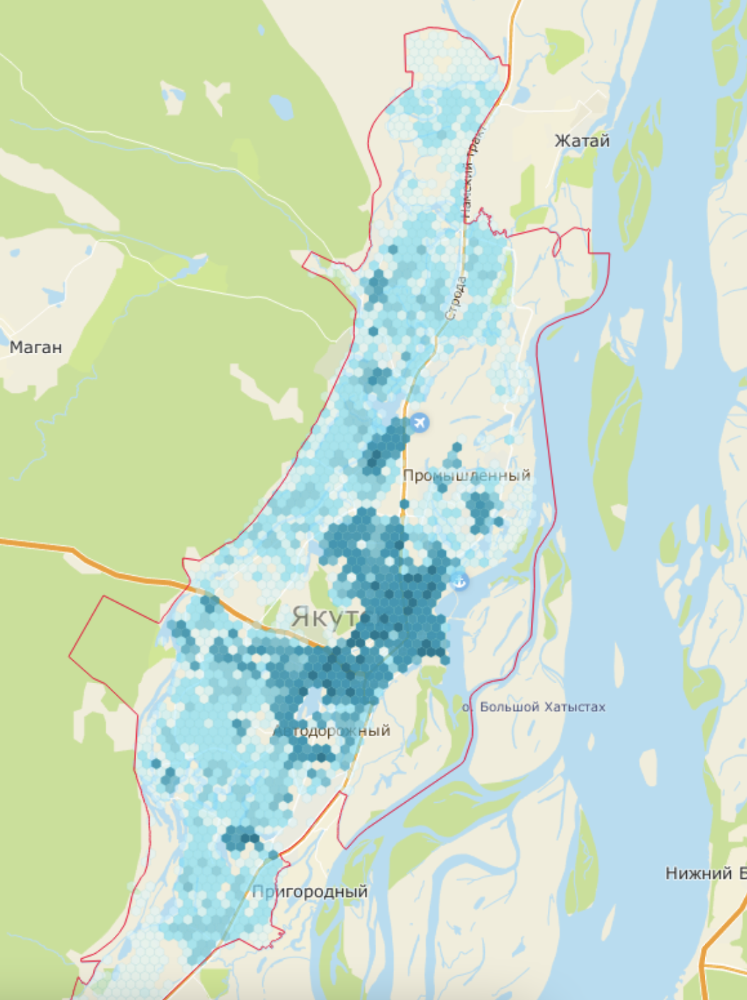 Жатай
Намский тракт
Строда
Маган
Промышленный
Якут
о. Большой Хатыстах
Автодорожный
Нижний Б
Пригородный